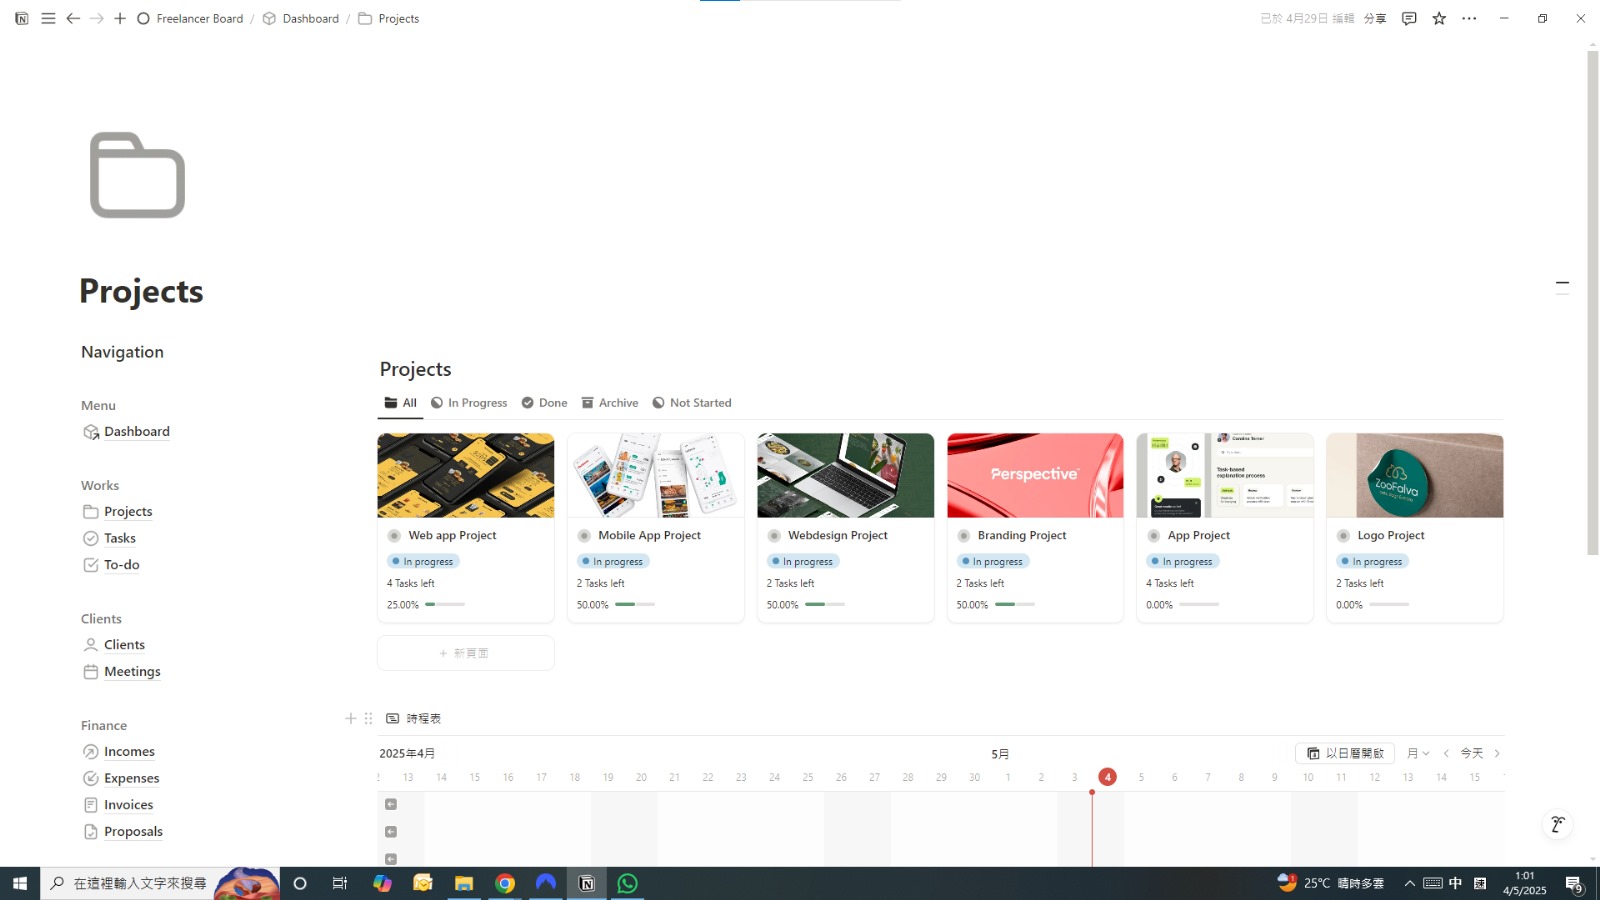 Freelancer Board / Dashboard / Projects
已於 4月29日 編輯 分享
Projects
Navigation
Menu
Dashboard
Works
Projects
Tasks
To-do
Clients
Clients
Meetings
Finance
Incomes
Expenses
Invoices
Proposals
Projects
All In Progress Done Archive Not Started
Perspective
ZooFalva
Task-based
explanation process
Web app Project
In progress
4 Tasks left
25.00%
Mobile App Project
In progress
2 Tasks left
50.00%
Webdesign Project
In progress
2 Tasks left
50.00%
Branding Project
In progress
2 Tasks left
50.00%
App Project
In progress
4 Tasks left
0.00%
Logo Project
In progress
2 Tasks left
0.00%
+ 新頁面
時程表
2025年4月 5月 以日曆開啟 月 今天
13 14 15 16 17 18 19 20 21 22 23 24 25 26 27 28 29 30 1 2 3 4 5 6 7 8 9 10 11 12 13 14 15
在這裡輸入文字來搜尋
25°C 晴時多雲
中
1:01
4/5/2025
9